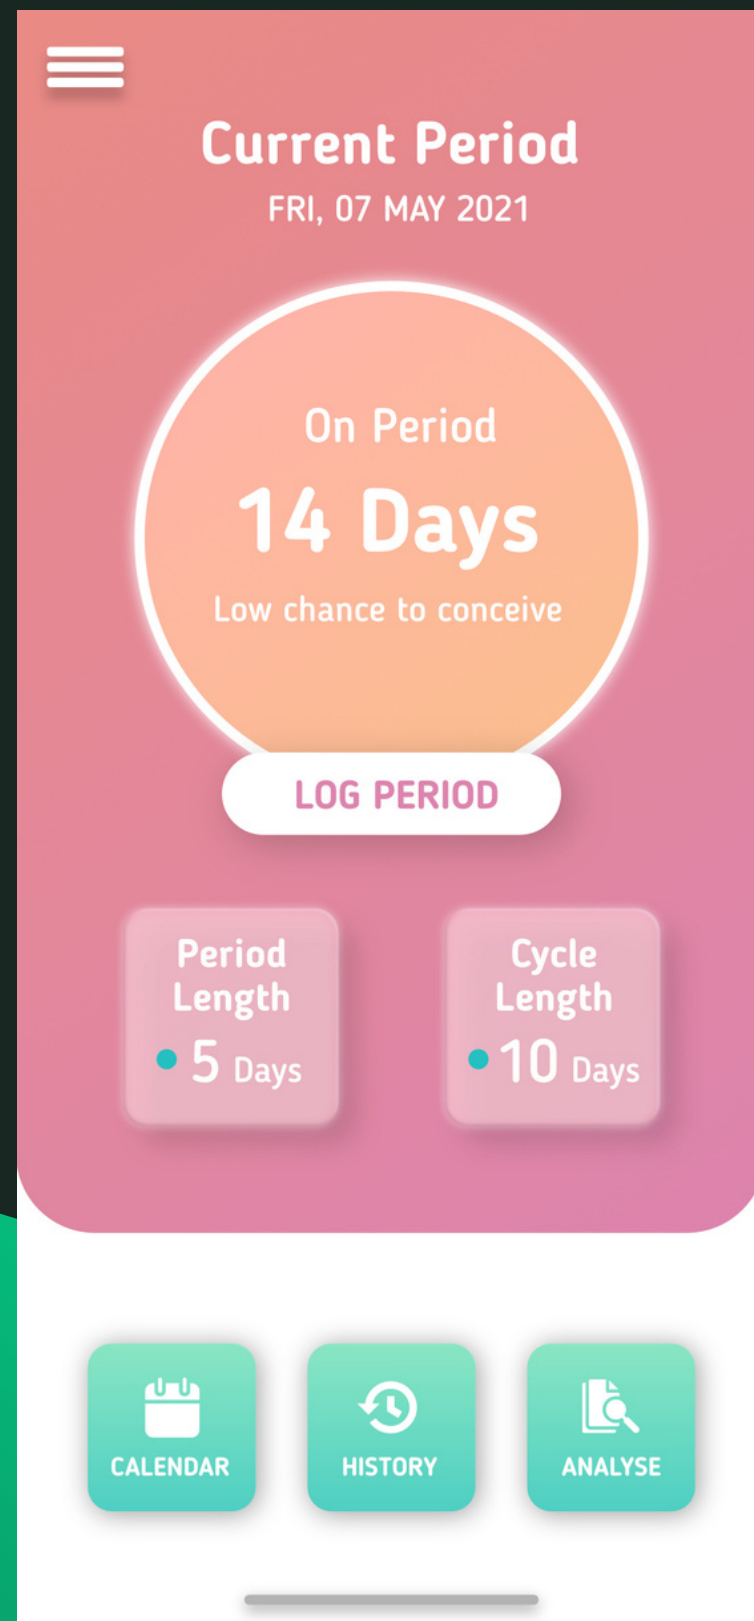 Current Period
FRI, 07 MAY 2021
On Period
14 Days
Low chance to conceive
LOG PERIOD
Period
Length
5 Days
Cycle
Length
10 Days
CALENDAR
HISTORY
ANALYSE